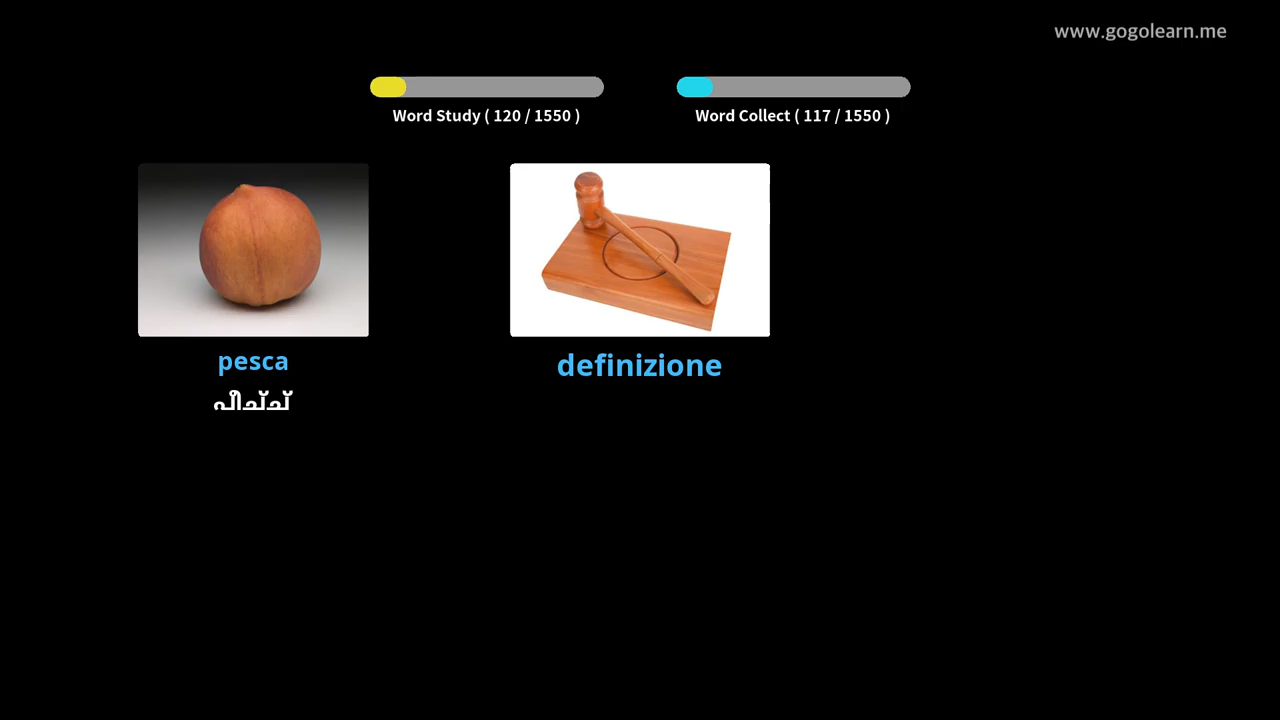 www.gogolearn.me
Word Study ( 120 / 1550 )
Word Collect ( 117 / 1550 )
pesca
പീച്ച്
definizione